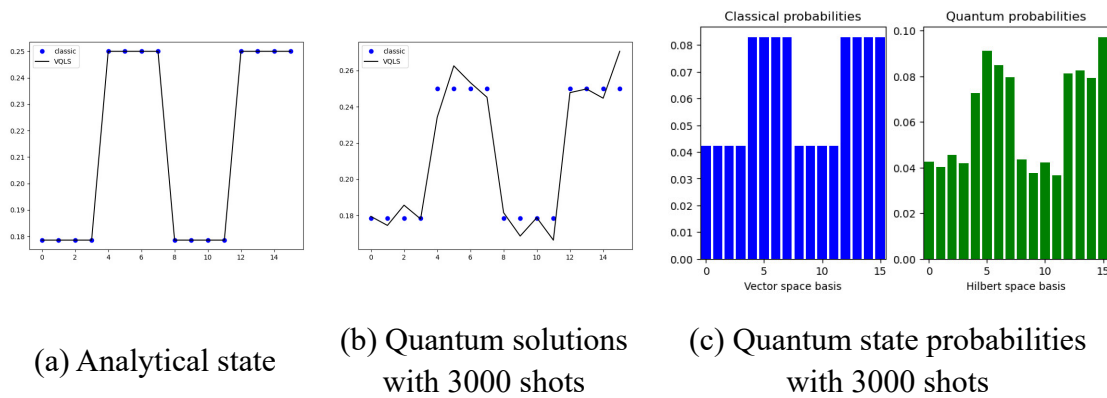 classic
VQLS
0.25
0.24
0.23
0.22
0.21
0.20
0.19
0.18
0 2 4 6 8 10 12 14
(a) Analytical state
classic
VQLS
0.26
0.24
0.22
0.20
0.18
0 2 4 6 8 10 12 14
(b) Quantum solutions
with 3000 shots
Classical probabilities
0.08
0.07
0.06
0.05
0.04
0.03
0.02
0.01
0.00
0 5 10 15
Vector space basis
Quantum probabilities
0.10
0.08
0.06
0.04
0.02
0.00
0 5 10 15
Hilbert space basis
(c) Quantum state probabilities
with 3000 shots